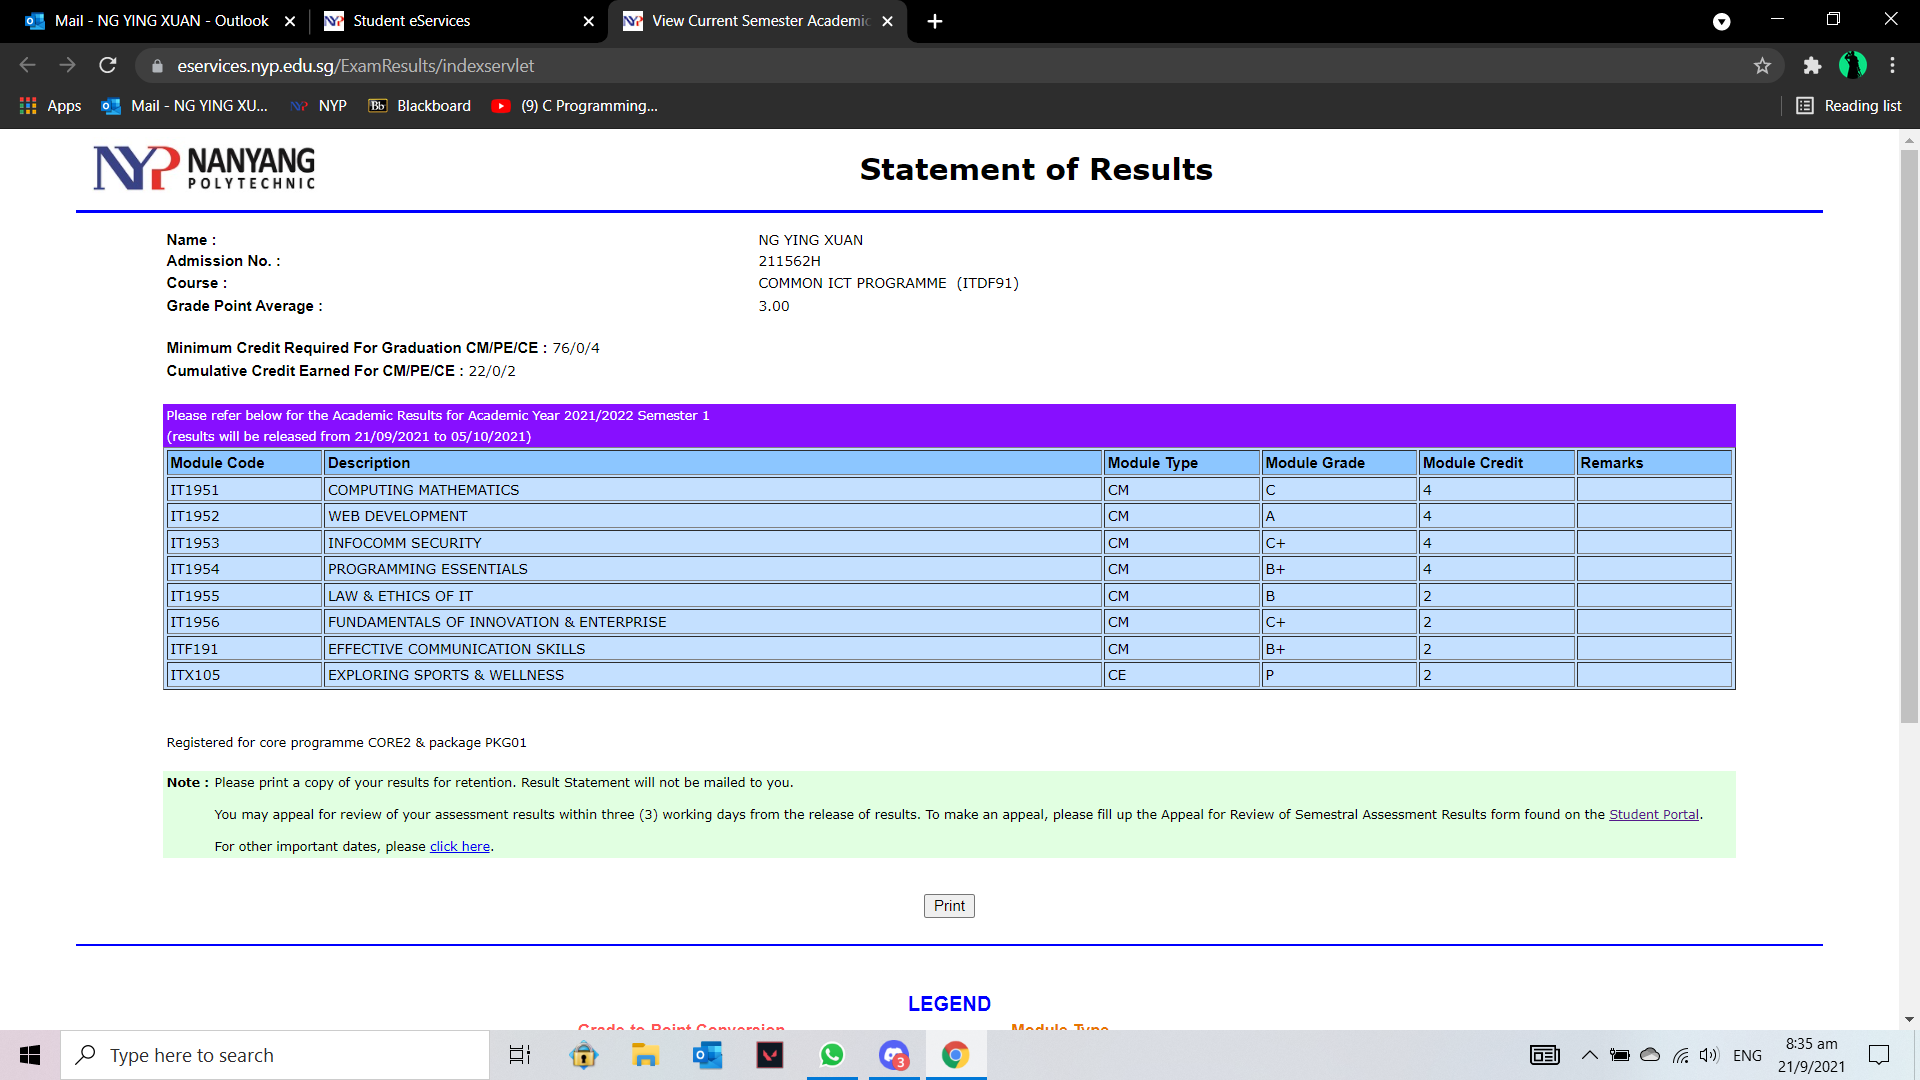 Mail - NG YING XUAN - Outlook
Student eServices
View Current Semester Academic
eservices.nyp.edu.sg/ExamResults/indexservlet
Apps
Mail - NG YING XU...
NYP
Bb Blackboard
(9) C Programming...
Reading list
NYP NANYANG
POLYTECHNIC
Statement of Results
Name : NG YING XUAN
Admission No. : 211562H
Course : COMMON ICT PROGRAMME (ITDF91)
Grade Point Average : 3.00
Minimum Credit Required For Graduation CM/PE/CE : 76/0/4
Cumulative Credit Earned For CM/PE/CE : 22/0/2
Please refer below for the Academic Results for Academic Year 2021/2022 Semester 1
(results will be released from 21/09/2021 to 05/10/2021)
Module Code Description Module Type Module Grade Module Credit Remarks
IT1951 COMPUTING MATHEMATICS CM C 4
IT1952 WEB DEVELOPMENT CM A 4
IT1953 INFOCOMM SECURITY CM C+ 4
IT1954 PROGRAMMING ESSENTIALS CM B+ 4
IT1955 LAW & ETHICS OF IT CM B 2
IT1956 FUNDAMENTALS OF INNOVATION & ENTERPRISE CM C+ 2
ITF191 EFFECTIVE COMMUNICATION SKILLS CM B+ 2
ITX105 EXPLORING SPORTS & WELLNESS CE P 2
Registered for core programme CORE2 & package PKG01
Note : Please print a copy of your results for retention. Result Statement will not be mailed to you.
You may appeal for review of your assessment results within three (3) working days from the release of results. To make an appeal, please fill up the Appeal for Review of Semestral Assessment Results form found on the Student Portal.
For other important dates, please click here.
Print
LEGEND
Grade to Point Conversion Module Type
Type here to search
3
ENG
8:35 am
21/9/2021